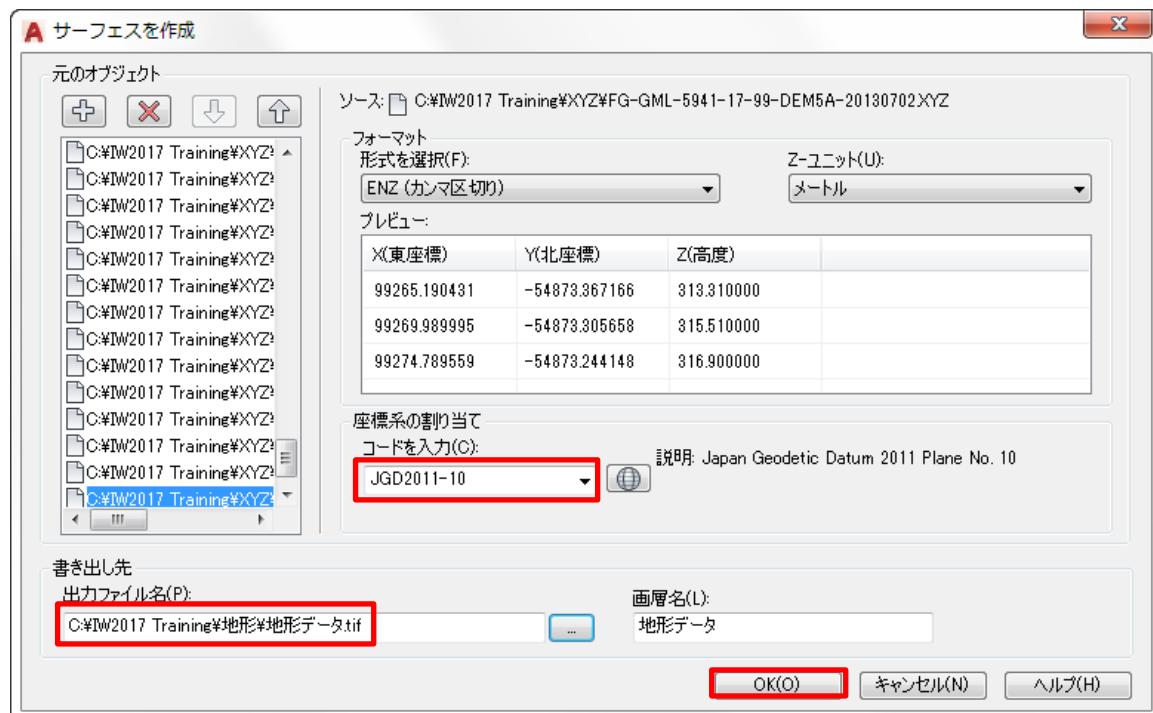 サーフェスを作成
元のオブジェクト
C:¥IW2017 Training¥XYZ¥
C:¥IW2017 Training¥XYZ¥
C:¥IW2017 Training¥XYZ¥
C:¥IW2017 Training¥XYZ¥
C:¥IW2017 Training¥XYZ¥
C:¥IW2017 Training¥XYZ¥
C:¥IW2017 Training¥XYZ¥
C:¥IW2017 Training¥XYZ¥
C:¥IW2017 Training¥XYZ¥
C:¥IW2017 Training¥XYZ¥
C:¥IW2017 Training¥XYZ¥
C:¥IW2017 Training¥XYZ¥
C:¥IW2017 Training¥XYZ¥
C:¥IW2017 Training¥XYZ¥
ソース: C:¥IW2017 Training¥XYZ¥FG-GML-5941-17-99-DEM5A-20130702.XYZ
フォーマット
形式を選択(F): Z-ユニット(U):
ENZ (カンマ区切り) メートル
プレビュー:
X(東座標) Y(北座標) Z(高度)
99265.190431 -54873.367166 313.310000
99269.989995 -54873.305658 315.510000
99274.789559 -54873.244148 316.900000
座標系の割り当て
コードを入力(C):
JGD2011-10 説明: Japan Geodetic Datum 2011 Plane No. 10
書き出し先
出力ファイル名(P): 画層名(L):
C:¥IW2017 Training¥地形¥地形データ.tif ... 地形データ
OK(O) キャンセル(N) ヘルプ(H)